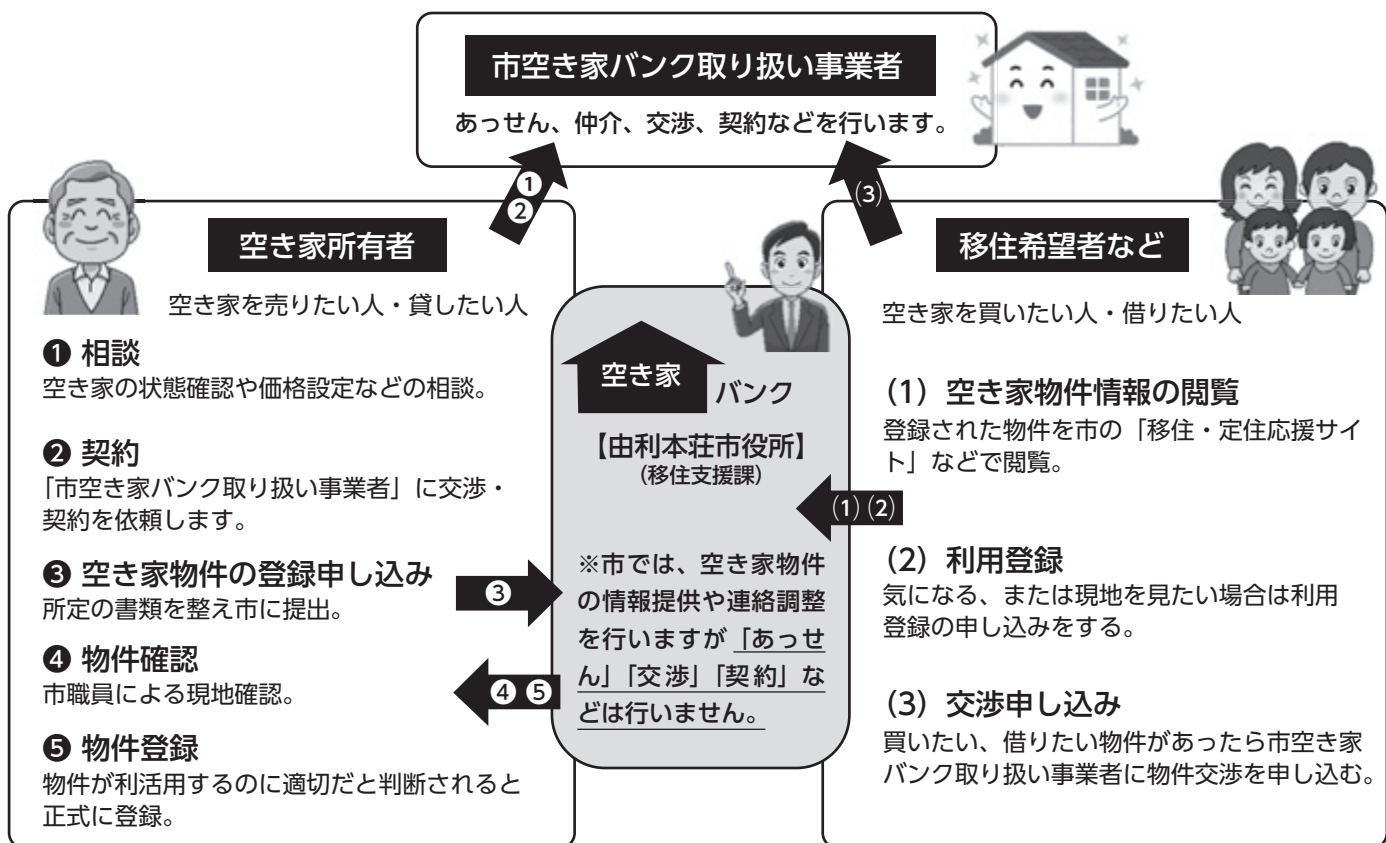 市空き家バンク取り扱い事業者
あっせん、仲介、交渉、契約などを行います。
❶
❷
(3)
空き家所有者
空き家を売りたい人・貸したい人
❶ 相談
空き家の状態確認や価格設定などの相談。
❷ 契約
「市空き家バンク取り扱い事業者」に交渉・
契約を依頼します。
❸ 空き家物件の登録申し込み
所定の書類を整え市に提出。
❹ 物件確認
市職員による現地確認。
❺ 物件登録
物件が利活用するのに適切だと判断されると
正式に登録。
❸
❹ ❺
空き家
バンク
【由利本荘市役所】
(移住支援課)
(1) (2)
※市では、空き家物件
の情報提供や連絡調整
を行いますが「あっせ
ん」「交渉」「契約」な
どは行いません。
移住希望者など
空き家を買いたい人・借りたい人
(1) 空き家物件情報の閲覧
登録された物件を市の「移住・定住応援サイ
ト」などで閲覧。
(2) 利用登録
気になる、または現地を見たい場合は利用
登録の申し込みをする。
(3) 交渉申し込み
買いたい、借りたい物件があったら市空き家
バンク取り扱い事業者に物件交渉を申し込む。